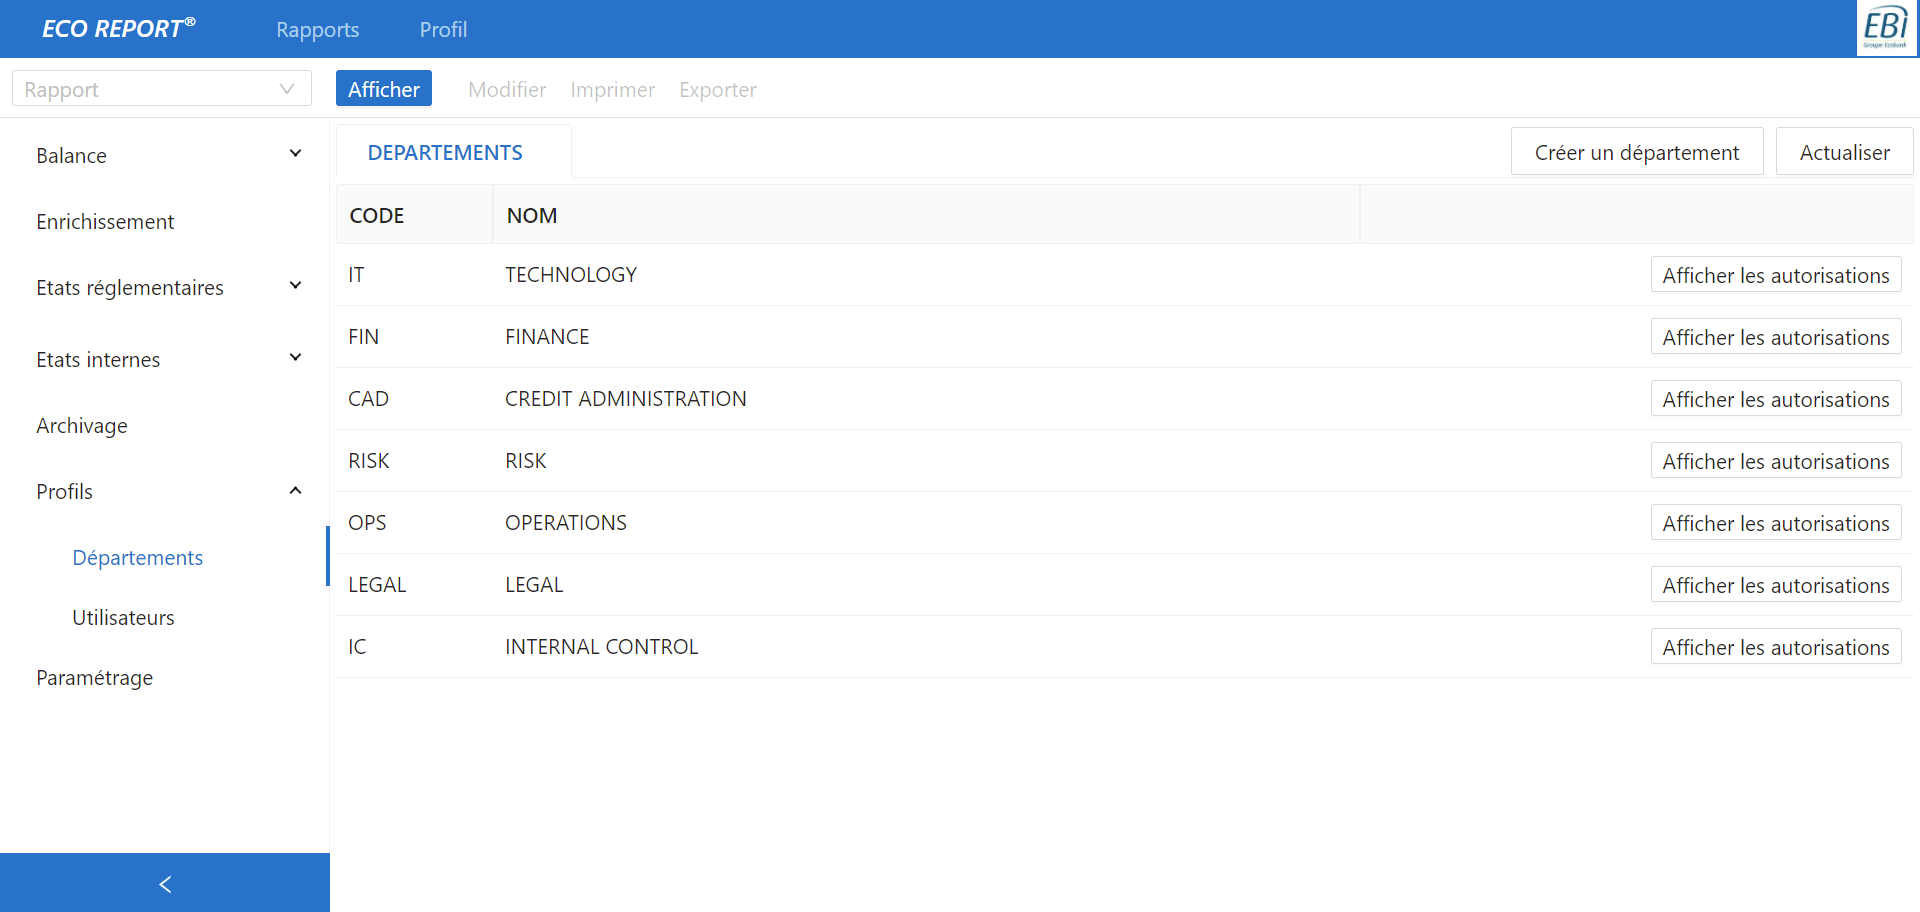 ECO REPORT® Rapports Profil EBI Groupe Ecobank
Rapport Afficher Modifier Imprimer Exporter
Balance
Enrichissement
Etats réglementaires
Etats internes
Archivage
Profils
Départements
Utilisateurs
Paramétrage
DEPARTEMENTS Créer un département Actualiser
CODE NOM
IT TECHNOLOGY Afficher les autorisations
FIN FINANCE Afficher les autorisations
CAD CREDIT ADMINISTRATION Afficher les autorisations
RISK RISK Afficher les autorisations
OPS OPERATIONS Afficher les autorisations
LEGAL LEGAL Afficher les autorisations
IC INTERNAL CONTROL Afficher les autorisations